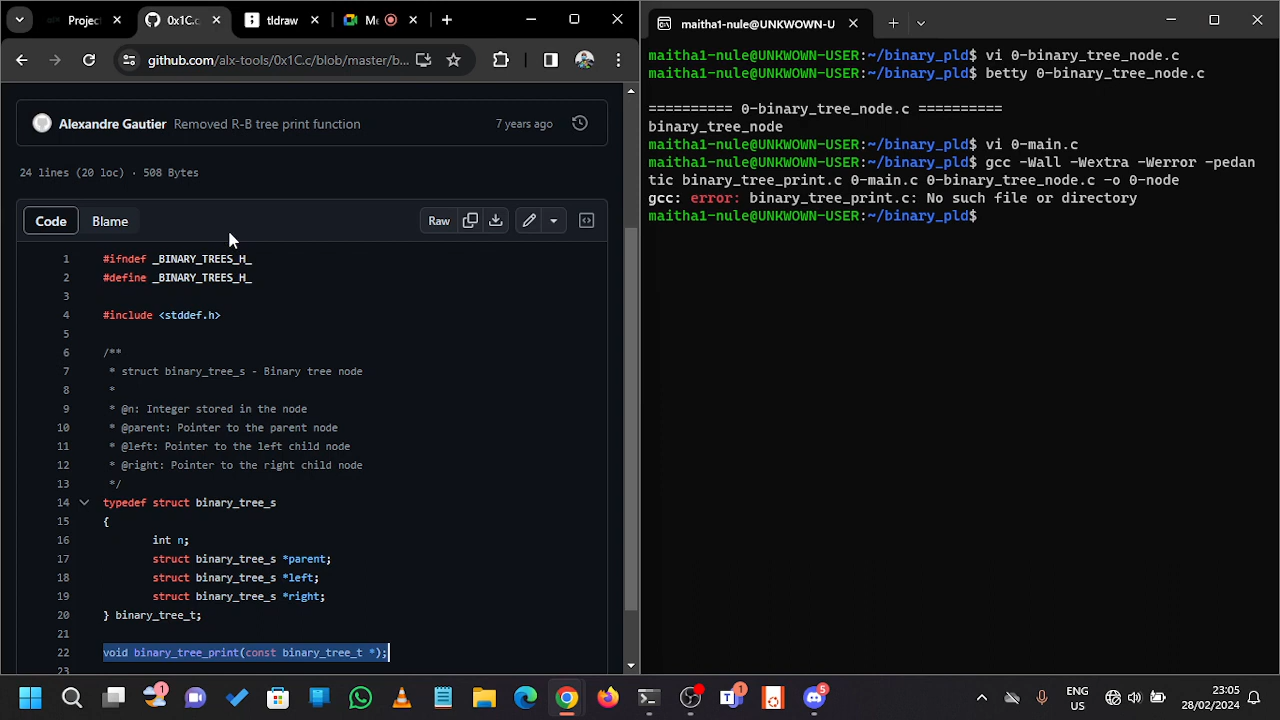 Project
0x1C.c
tldraw
Me
maitha1-nule@UNKWOWN-U
github.com/alx-tools/0x1C.c/blob/master/b...
Alexandre Gautier Removed R-B tree print function 7 years ago
24 lines (20 loc) · 508 Bytes
Code Blame Raw
1 #ifndef _BINARY_TREES_H_
2 #define _BINARY_TREES_H_
3
4 #include <stddef.h>
5
6 /**
7 * struct binary_tree_s - Binary tree node
8 *
9 * @n: Integer stored in the node
10 * @parent: Pointer to the parent node
11 * @left: Pointer to the left child node
12 * @right: Pointer to the right child node
13 */
14 typedef struct binary_tree_s
15 {
16 int n;
17 struct binary_tree_s *parent;
18 struct binary_tree_s *left;
19 struct binary_tree_s *right;
20 } binary_tree_t;
21
22 void binary_tree_print(const binary_tree_t *);
23
maitha1-nule@UNKWOWN-USER:~/binary_pld$ vi 0-binary_tree_node.c
maitha1-nule@UNKWOWN-USER:~/binary_pld$ betty 0-binary_tree_node.c
========== 0-binary_tree_node.c ==========
binary_tree_node
maitha1-nule@UNKWOWN-USER:~/binary_pld$ vi 0-main.c
maitha1-nule@UNKWOWN-USER:~/binary_pld$ gcc -Wall -Wextra -Werror -pedan
tic binary_tree_print.c 0-main.c 0-binary_tree_node.c -o 0-node
gcc: error: binary_tree_print.c: No such file or directory
maitha1-nule@UNKWOWN-USER:~/binary_pld$
1
1
5
ENG
US
23:05
28/02/2024